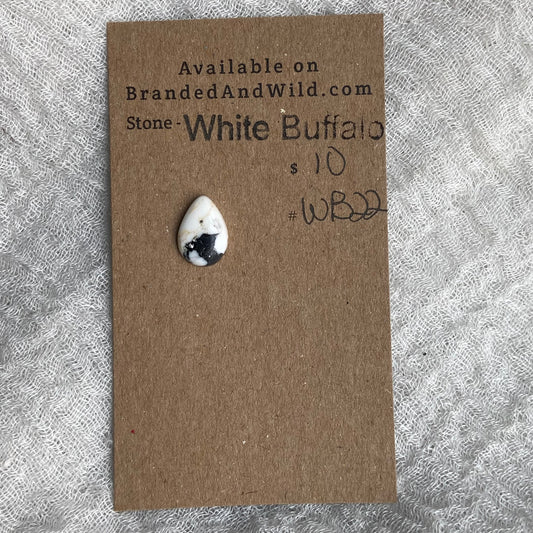 Available on
BrandedAndWild.com
Stone - White Buffalo
$ 10
# WB22